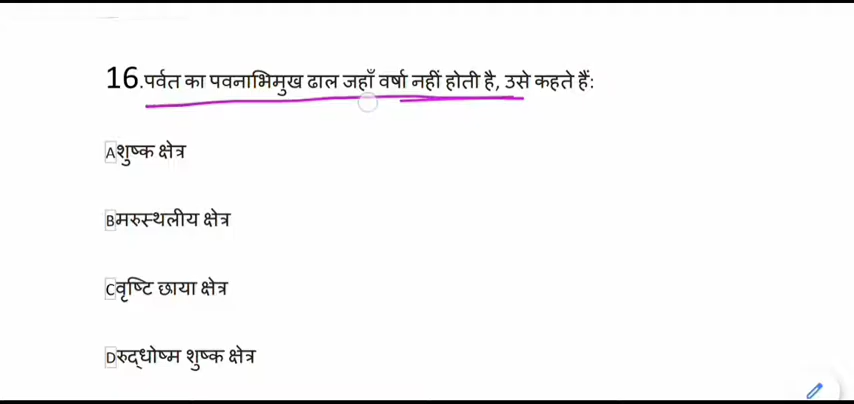 16.पर्वत का पवनाभिमुख ढाल जहाँ वर्षा नहीं होती है, उसे कहते हैं:
Aशुष्क क्षेत्र
Bमरुस्थलीय क्षेत्र
Cवृष्टि छाया क्षेत्र
Dरुद्धोष्म शुष्क क्षेत्र